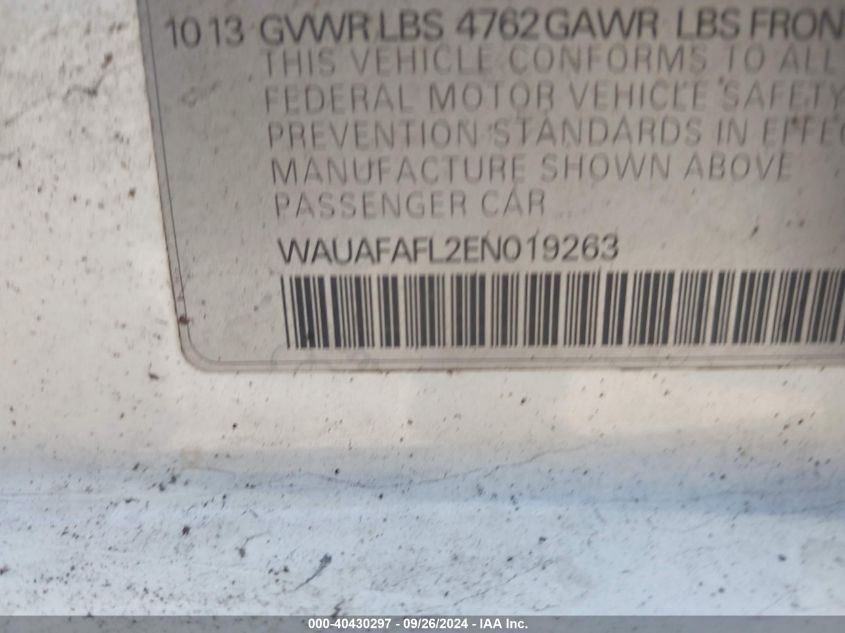 10 13 GVWR LBS 4762 GAWR LBS FRON
THIS VEHICLE CONFORMS TO ALL
FEDERAL MOTOR VEHICLE SAFETY
PREVENTION STANDARDS IN EFFEC
MANUFACTURE SHOWN ABOVE
PASSENGER CAR
WAUAFAFL2EN019263
000-40430297 - 09/26/2024 - IAA Inc.